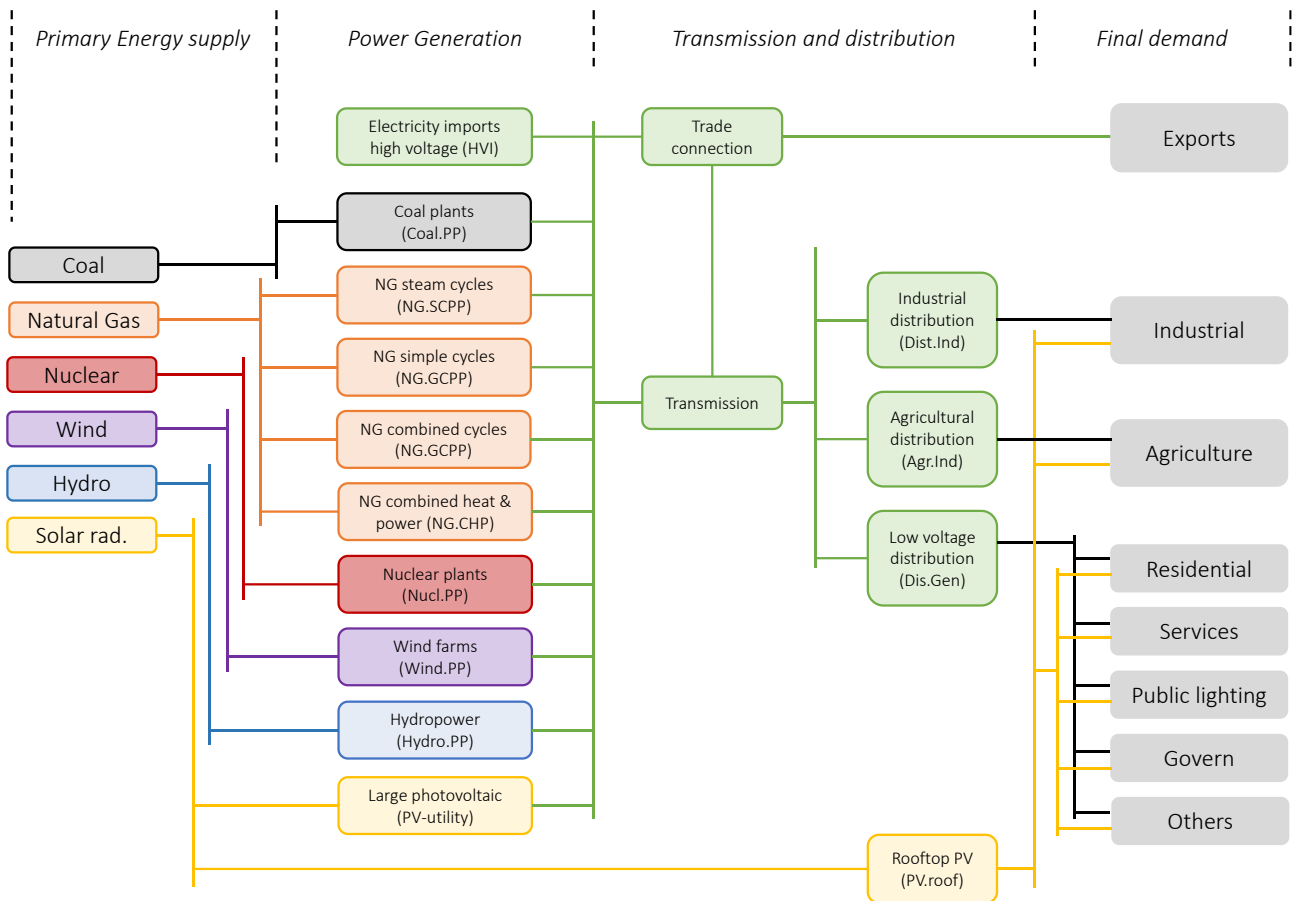 Primary Energy supply
Power Generation
Transmission and distribution
Final demand
Electricity imports
high voltage (HVI)
Trade
connection
Exports
Coal plants
(Coal.PP)
Coal
NG steam cycles
(NG.SCPP)
Natural Gas
Industrial
distribution
(Dist.Ind)
Industrial
NG simple cycles
(NG.GCPP)
Nuclear
Transmission
Wind
NG combined cycles
(NG.GCPP)
Agricultural
distribution
(Agr.Ind)
Agriculture
Hydro
NG combined heat &
power (NG.CHP)
Solar rad.
Low voltage
distribution
(Dis.Gen)
Residential
Nuclear plants
(Nucl.PP)
Services
Wind farms
(Wind.PP)
Public lighting
Hydropower
(Hydro.PP)
Govern
Large photovoltaic
(PV-utility)
Others
Rooftop PV
(PV.roof)